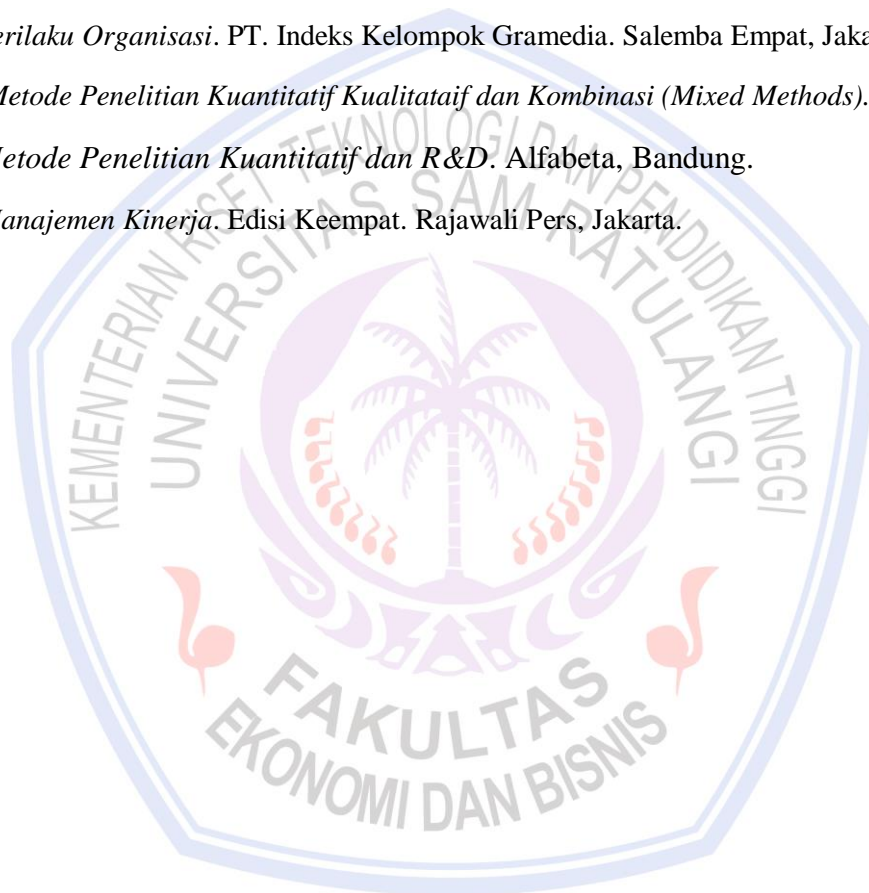 erilaku Organisasi. PT. Indeks Kelompok Gramedia. Salemba Empat, Jaka
Metode Penelitian Kuantitatif Kualitataif dan Kombinasi (Mixed Methods).
etode Penelitian Kuantitatif dan R&D. Alfabeta, Bandung.
anajemen Kinerja. Edisi Keempat. Rajawali Pers, Jakarta.
KEMENTERIAN RISET TEKNOLOGI DAN PENDIDIKAN TINGGI
UNIVERSITAS SAM RATULANGI
FAKULTAS
EKONOMI DAN BISNIS